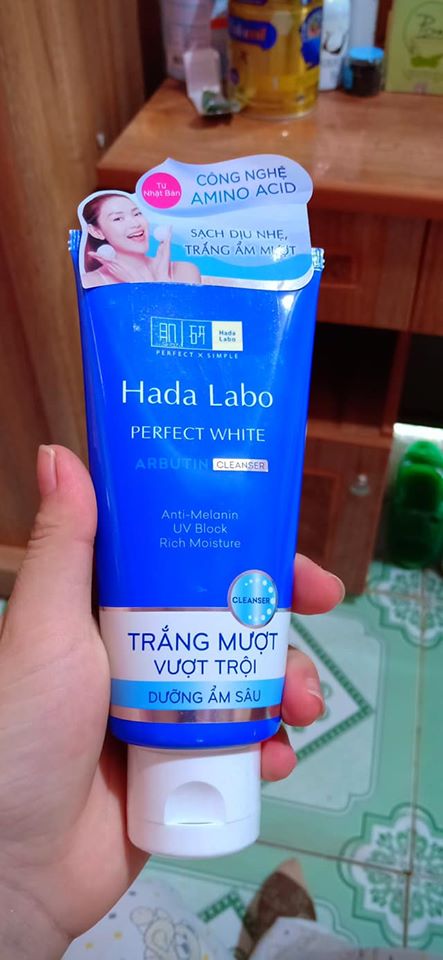 Từ
Nhật Bản
CÔNG NGHỆ
AMINO ACID
SẠCH DỊU NHẸ,
TRẮNG ẨM MƯỢT
肌研
Hada
Labo
PERFECT X SIMPLE
Hada Labo
PERFECT WHITE
ARBUTIN CLEANSER
Anti-Melanin
UV Block
Rich Moisture
CLEANSER
TRẮNG MƯỢT
VƯỢT TRỘI
DƯỠNG ẨM SÂU